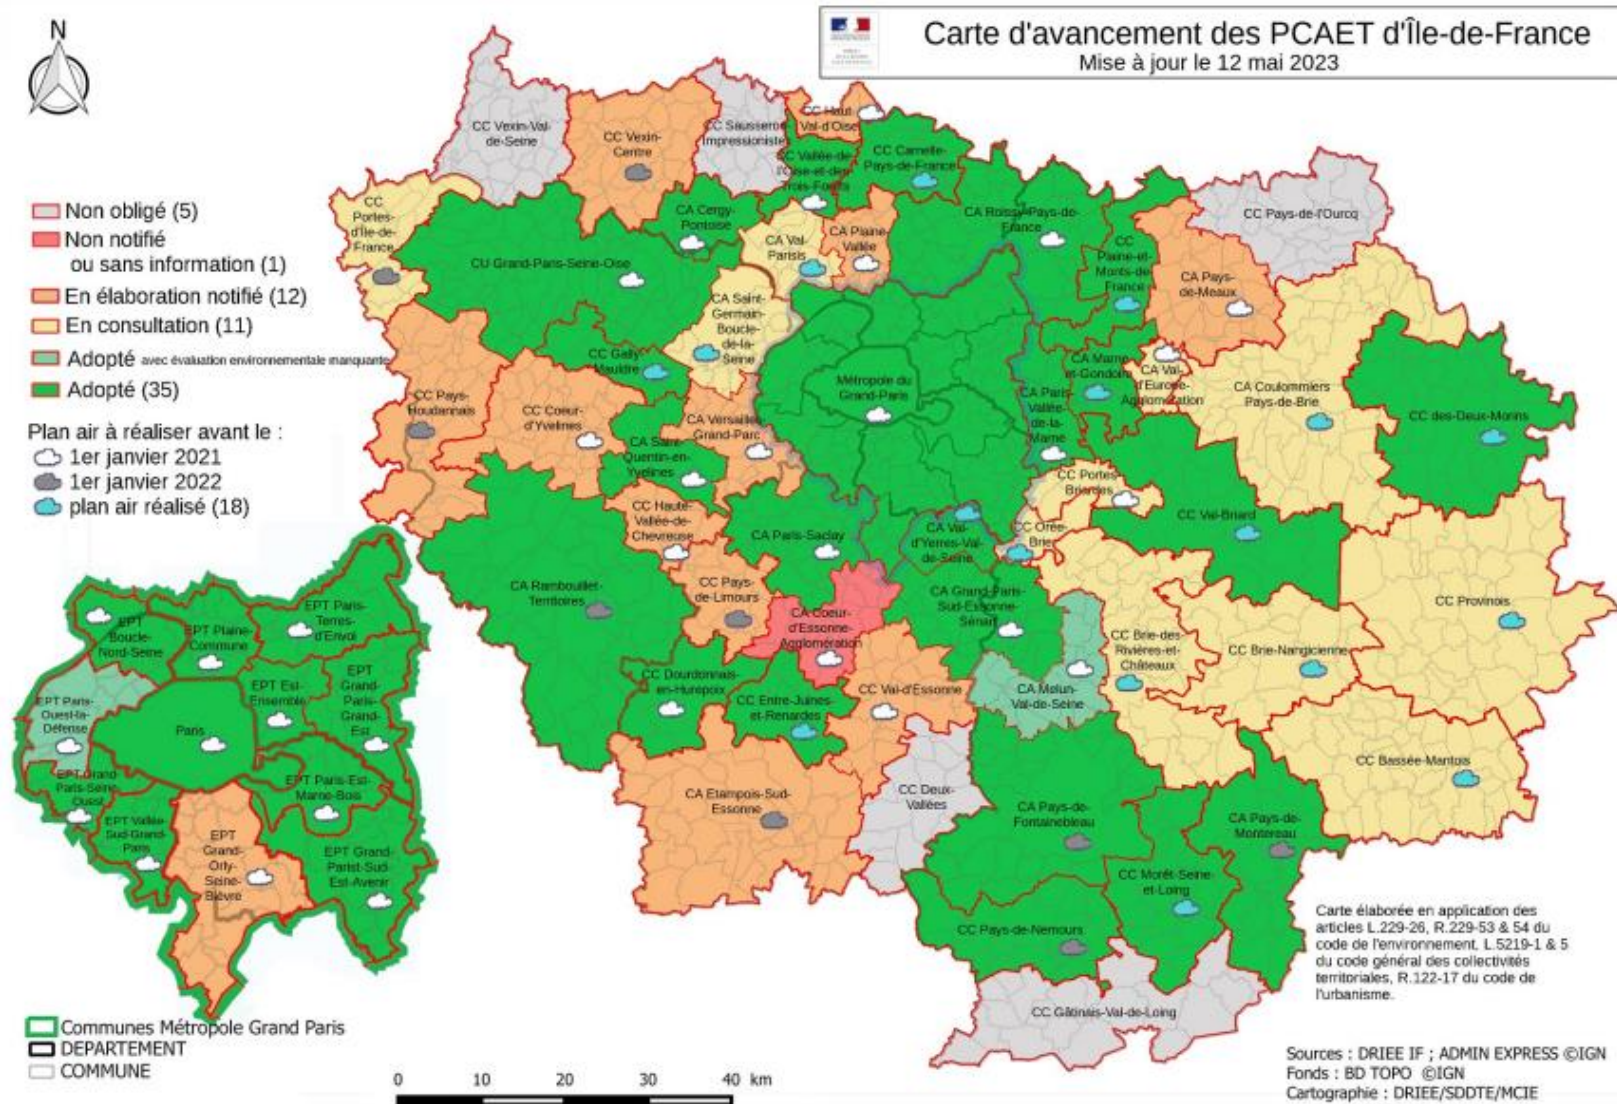 N
Carte d'avancement des PCAET d'Île-de-France
Mise à jour le 12 mai 2023
Non obligé (5)
Non notifié
ou sans information (1)
En élaboration notifié (12)
En consultation (11)
Adopté avec évaluation environnementale manquante
Adopté (35)
Plan air à réaliser avant le :
1er janvier 2021
1er janvier 2022
plan air réalisé (18)
CC Vexin-Val-
de-Seine
CC Vexin-
Centre
CC Sausseron-
Impressionistes
CC Haut
Val-d'Oise
CC Vallée-de-
l'Oise-et-des-
Trois-Forêts
CC Carnelle-
Pays-de-France
CC
Portes-
d'Ile-de-
France
CA Cergy-
Pontoise
CA Val
Parisis
CA Plaine-
Vallée
CA Roissy-Pays-de-
France
CC
Plaine-et-
Monts-de-
France
CC Pays-de-l'Ourcq
CA Pays-
de-Meaux
CU Grand-Paris-Seine-Oise
CA Saint-
Germain-
Boucle-
de-la-
Seine
CC Gally-
Mauldre
CC Pays-
Houdannais
CC Coeur-
d'Yvelines
CA Versailles-
Grand-Parc
CA Saint-
Quentin-en-
Yvelines
Métropole du
Grand-Paris
CA Marne-
et-Gondoire
CA Val-
d'Europe-
Agglomération
CA Paris-
Vallée-
de-la-
Marne
CA Coulommiers
Pays-de-Brie
CC des-Deux-Morins
CC Portes-
Briardes
CC Val-Briard
CC Haute-
Vallée-de-
Chevreuse
CA Paris-Saclay
CA Val-
d'Yerres-Val-
de-Seine
CC Orée-
Brie
CA Rambouillet-
Territoires
CC Pays-
de-Limours
CA Coeur-
d'Essonne-
Agglomération
CA Grand-Paris-
Sud-Essonne-
Sénart
CC Brie-des-
Rivières-et-
Châteaux
CC Brie-Nangicienne
CC Provinois
CC Dourdonnais-
en-Hurepoix
CC Entre-Juines-
et-Renardes
CC Val-d'Essonne
CA Melun-
Val-de-Seine
CC Bassée-Mantois
CA Etampois-Sud-
Essonne
CC Deux-
Vallées
CA Pays-de-
Fontainebleau
CA Pays-de-
Montereau
CC Morêt-Seine-
et-Loing
CC Pays-de-Nemours
CC Gâtinais-Val-de-Loing
EPT
Boucle-
Nord-Seine
EPT Plaine-
Commune
EPT Paris-
Terres-
d'Envol
EPT Paris-
Ouest-la-
Défense
Paris
EPT Est-
Ensemble
EPT
Grand-
Paris-
Grand-
Est
EPT Grand-
Paris-Seine-
Ouest
EPT Paris-Est-
Marne-Bois
EPT Vallée-
Sud-Grand-
Paris
EPT
Grand-
Orly-
Seine-
Bièvre
EPT Grand-
Parist-Sud-
Est-Avenir
Carte élaborée en application des
articles L.229-26, R.229-53 & 54 du
code de l'environnement, L.5219-1 & 5
du code général des collectivités
territoriales, R.122-17 du code de
l'urbanisme.
Communes Métropole Grand Paris
DEPARTEMENT
COMMUNE
0 10 20 30 40 km
Sources : DRIEE IF ; ADMIN EXPRESS ©IGN
Fonds : BD TOPO ©IGN
Cartographie : DRIEE/SDDTE/MCIE